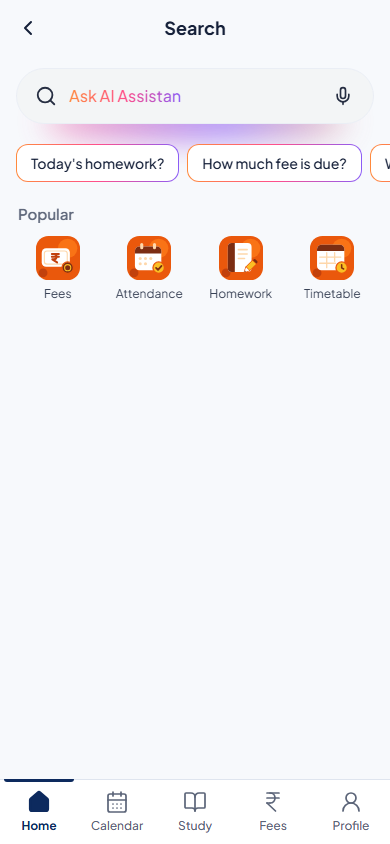 Search
Ask AI Assistan
Today's homework?
How much fee is due?
Popular
Fees
Attendance
Homework
Timetable
Home
Calendar
Study
Fees
Profile